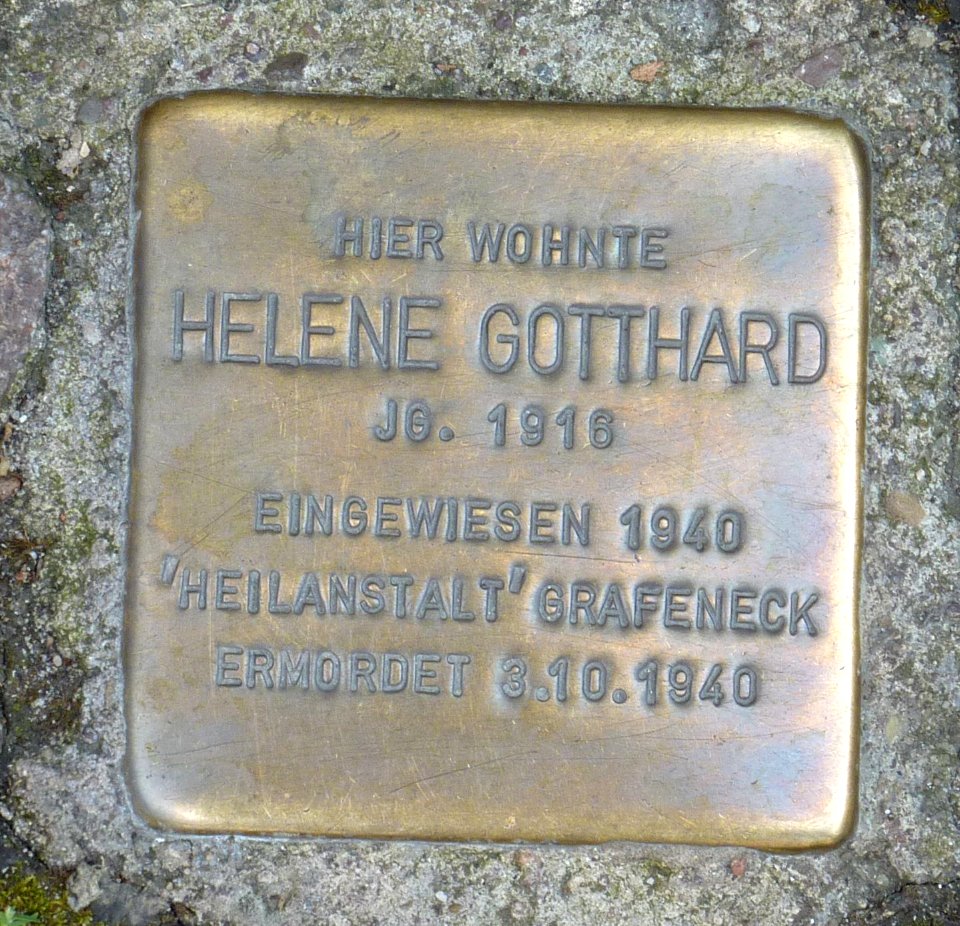 HIER WOHNTE
HELENE GOTTHARD
JG. 1916
EINGEWIESEN 1940
'HEILANSTALT' GRAFENECK
ERMORDET 3.10.1940